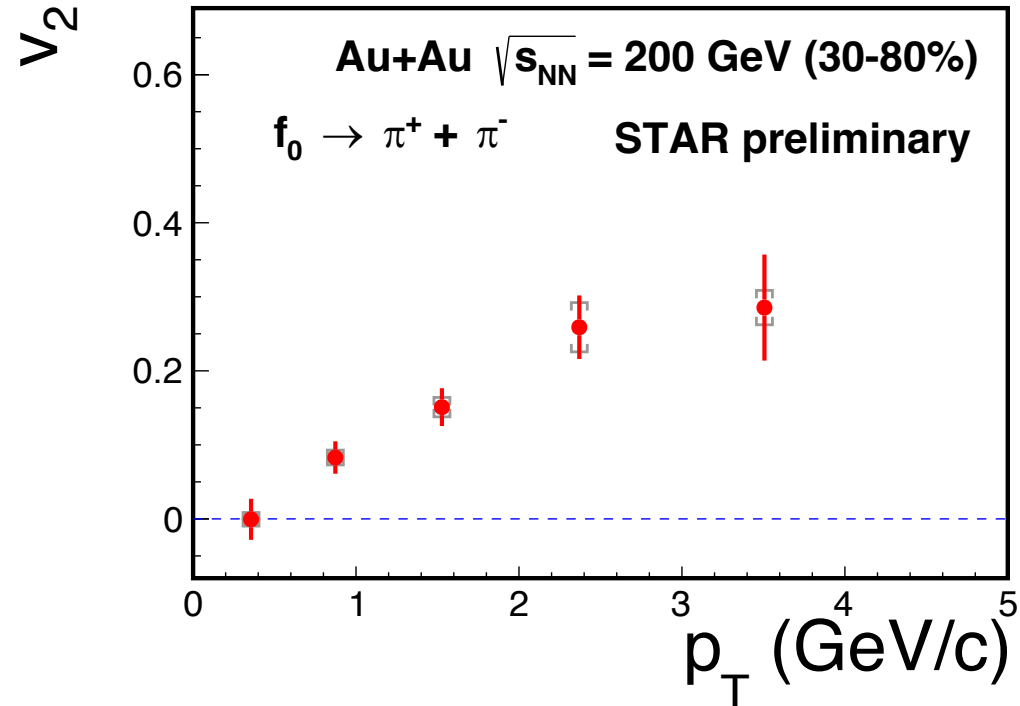 v2
Au+Au √sNN = 200 GeV (30-80%)
f0 → π+ + π-
STAR preliminary
0.6
0.4
0.2
0
0 1 2 3 4 5
pT (GeV/c)